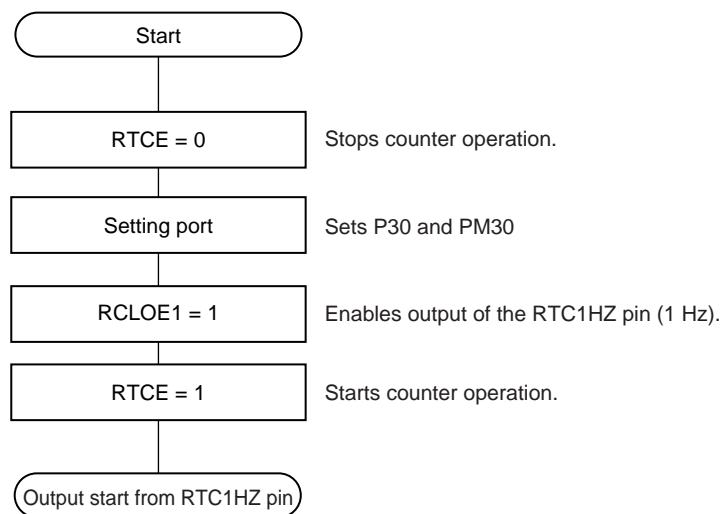 Start
RTCE = 0
Stops counter operation.
Setting port
Sets P30 and PM30
RCLOE1 = 1
Enables output of the RTC1HZ pin (1 Hz).
RTCE = 1
Starts counter operation.
Output start from RTC1HZ pin